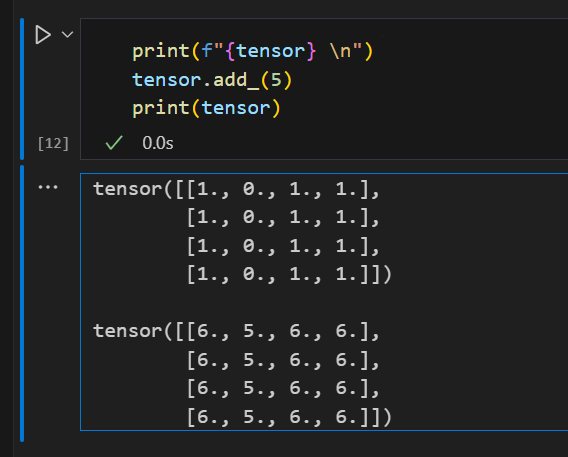 print(f"{tensor} \n")
tensor.add_(5)
print(tensor)
[12]
0.0s
tensor([[1., 0., 1., 1.],
        [1., 0., 1., 1.],
        [1., 0., 1., 1.],
        [1., 0., 1., 1.]])

tensor([[6., 5., 6., 6.],
        [6., 5., 6., 6.],
        [6., 5., 6., 6.],
        [6., 5., 6., 6.]])